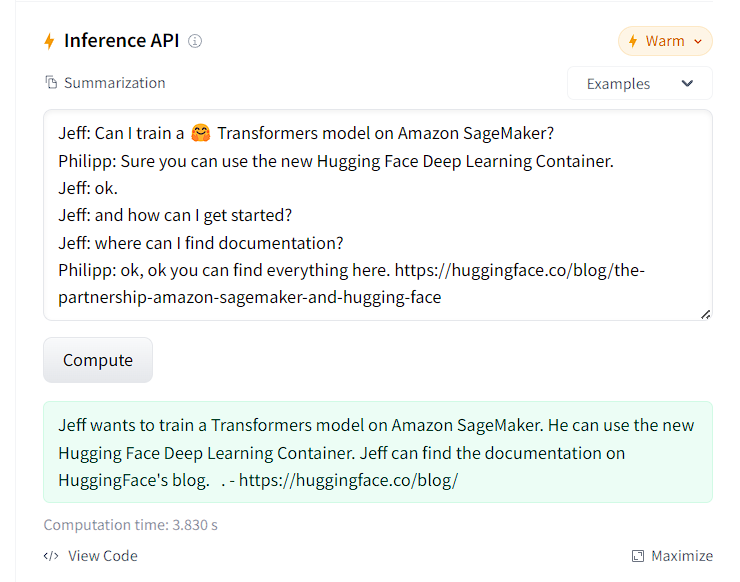 Inference API
Warm
Summarization
Examples
Jeff: Can I train a 🤗 Transformers model on Amazon SageMaker?
Philipp: Sure you can use the new Hugging Face Deep Learning Container.
Jeff: ok.
Jeff: and how can I get started?
Jeff: where can I find documentation?
Philipp: ok, ok you can find everything here. https://huggingface.co/blog/the-
partnership-amazon-sagemaker-and-hugging-face
Compute
Jeff wants to train a Transformers model on Amazon SageMaker. He can use the new
Hugging Face Deep Learning Container. Jeff can find the documentation on
HuggingFace's blog.  . - https://huggingface.co/blog/
Computation time: 3.830 s
</> View Code
Maximize